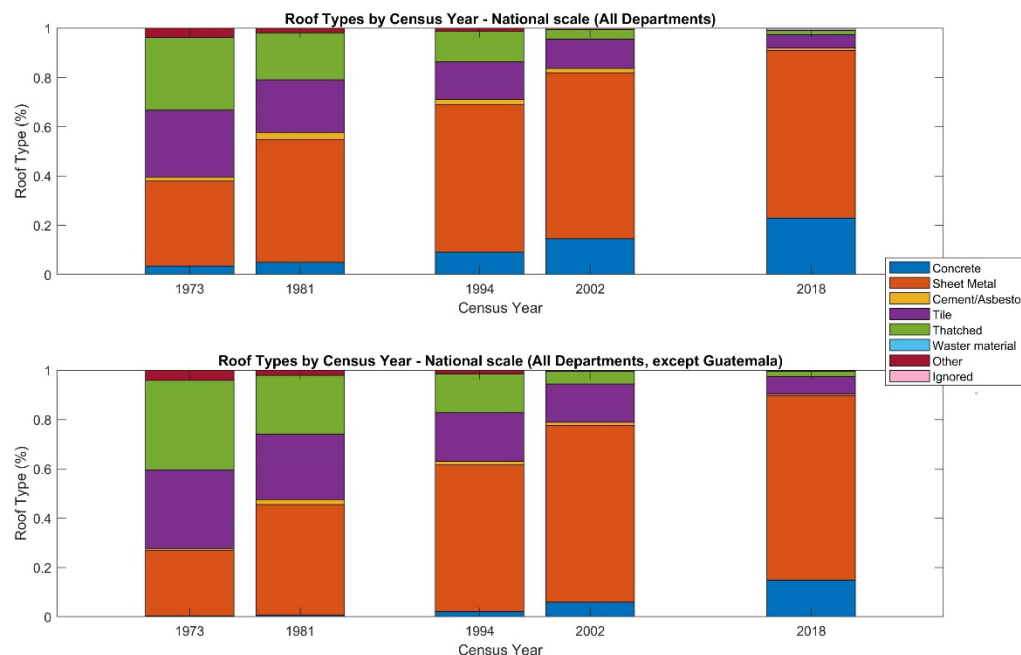 Roof Types by Census Year - National scale (All Departments)
Roof Type (%)
1
0.8
0.6
0.4
0.2
0
1973 1981 1994 2002 2018
Census Year
Concrete
Sheet Metal
Cement/Asbesto
Tile
Thatched
Waster material
Other
Ignored
Roof Types by Census Year - National scale (All Departments, except Guatemala)
Roof Type (%)
1
0.8
0.6
0.4
0.2
0
1973 1981 1994 2002 2018
Census Year